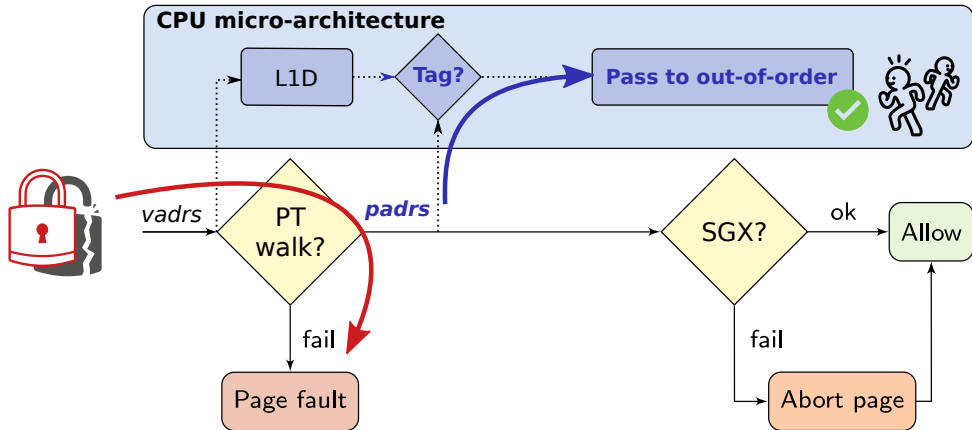 CPU micro-architecture
L1D
Tag?
Pass to out-of-order
vadrs
PT
walk?
padrs
SGX?
ok
Allow
fail
fail
Page fault
Abort page